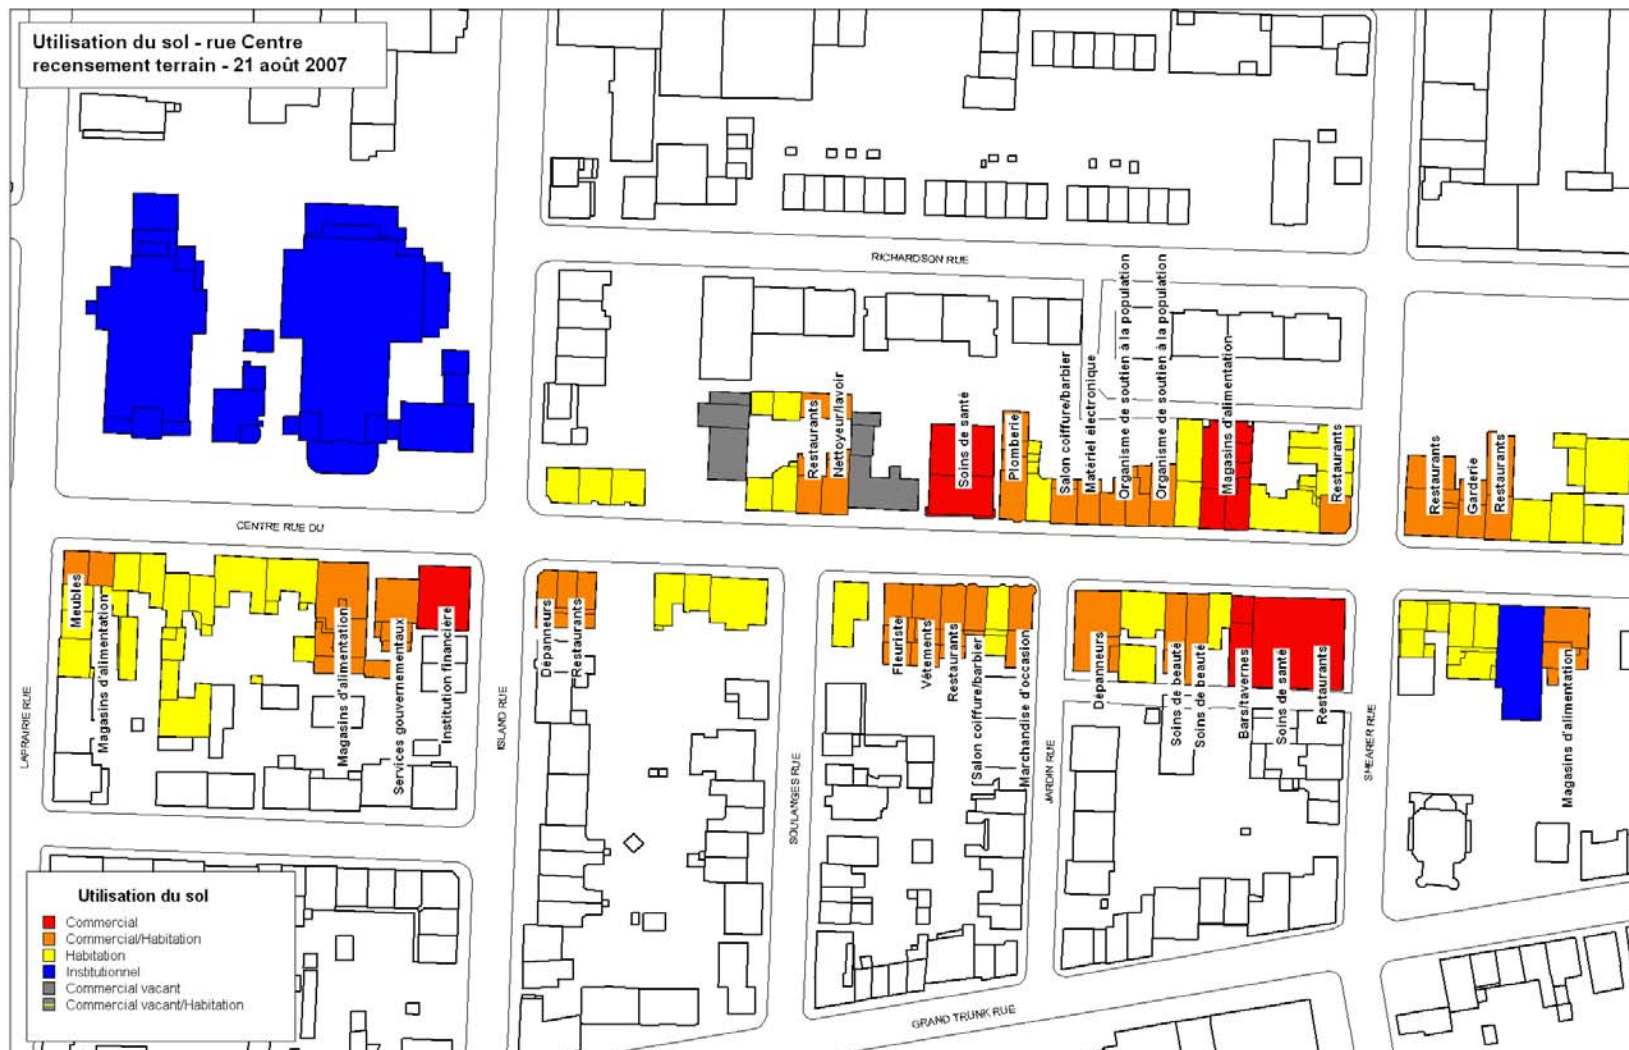 Utilisation du sol - rue Centre
recensement terrain - 21 août 2007
RICHARDSON RUE
Restaurants
Nettoyeur/lavoir
Soins de santé
Plomberie
Salon coiffure/barbier
Matériel électronique
Organisme de soutien à la population
Organisme de soutien à la population
Magasins d'alimentation
Restaurants
Restaurants
Garderie
Restaurants
CENTRE RUE DU
Meubles
Magasins d'alimentation
Magasins d'alimentation
Services gouvernementaux
Institution financière
Dépanneurs
Restaurants
Fleuriste
Vêtements
Restaurants
Salon coiffure/barbier
Marchandise d'occasion
Dépanneurs
Soins de beauté
Soins de beauté
Bars/tavernes
Soins de santé
Restaurants
Magasins d'alimentation
LAPRAIRIE RUE
ISLAND RUE
SOULANGES RUE
JARDIN RUE
SHEARER RUE
GRAND TRUNK RUE
Utilisation du sol
Commercial
Commercial/Habitation
Habitation
Institutionnel
Commercial vacant
Commercial vacant/Habitation